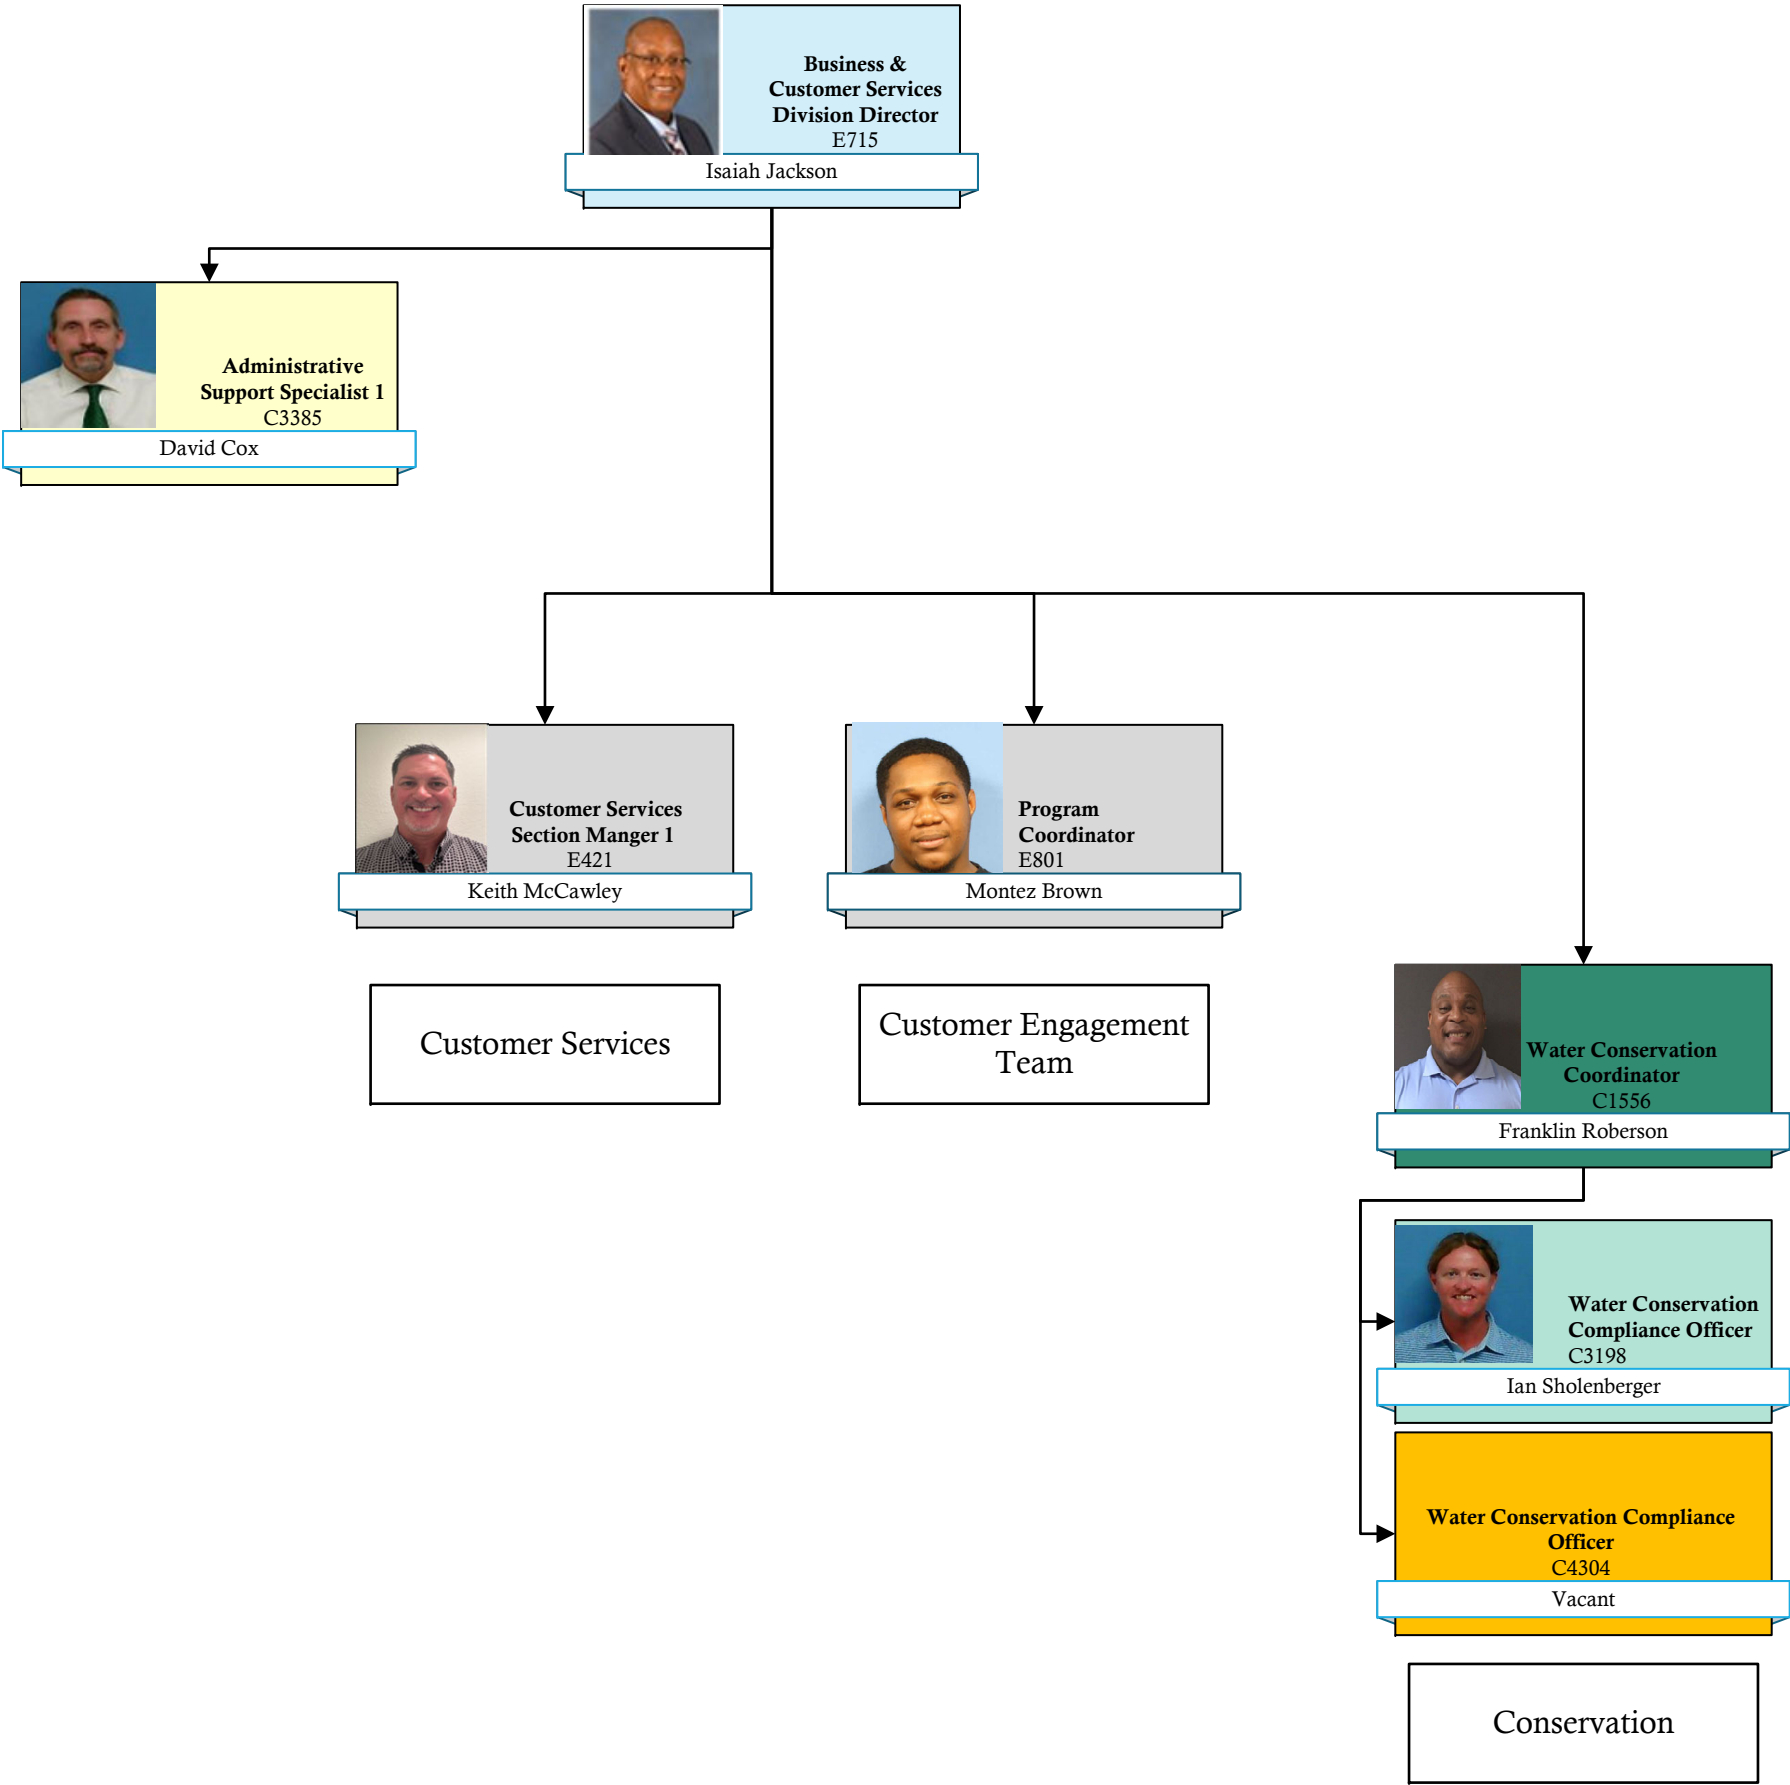 Business &
Customer Services
Division Director
E715
Isaiah Jackson
Administrative
Support Specialist 1
C3385
David Cox
Customer Services
Section Manger 1
E421
Keith McCawley
Program
Coordinator
E801
Montez Brown
Customer Services
Customer Engagement
Team
Water Conservation
Coordinator
C1556
Franklin Roberson
Water Conservation
Compliance Officer
C3198
Ian Sholenberger
Water Conservation Compliance
Officer
C4304
Vacant
Conservation